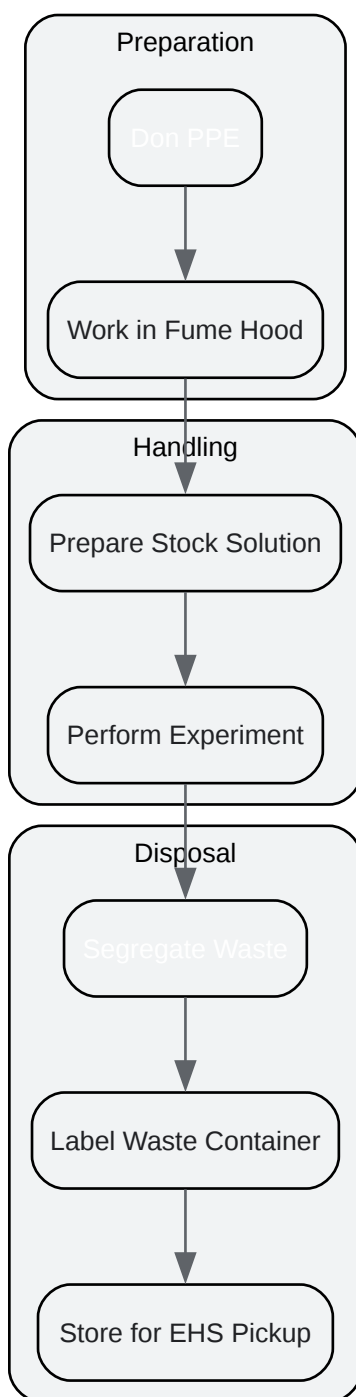 Preparation
Don PPE
Work in Fume Hood
Handling
Prepare Stock Solution
Perform Experiment
Disposal
Segregate Waste
Label Waste Container
Store for EHS Pickup